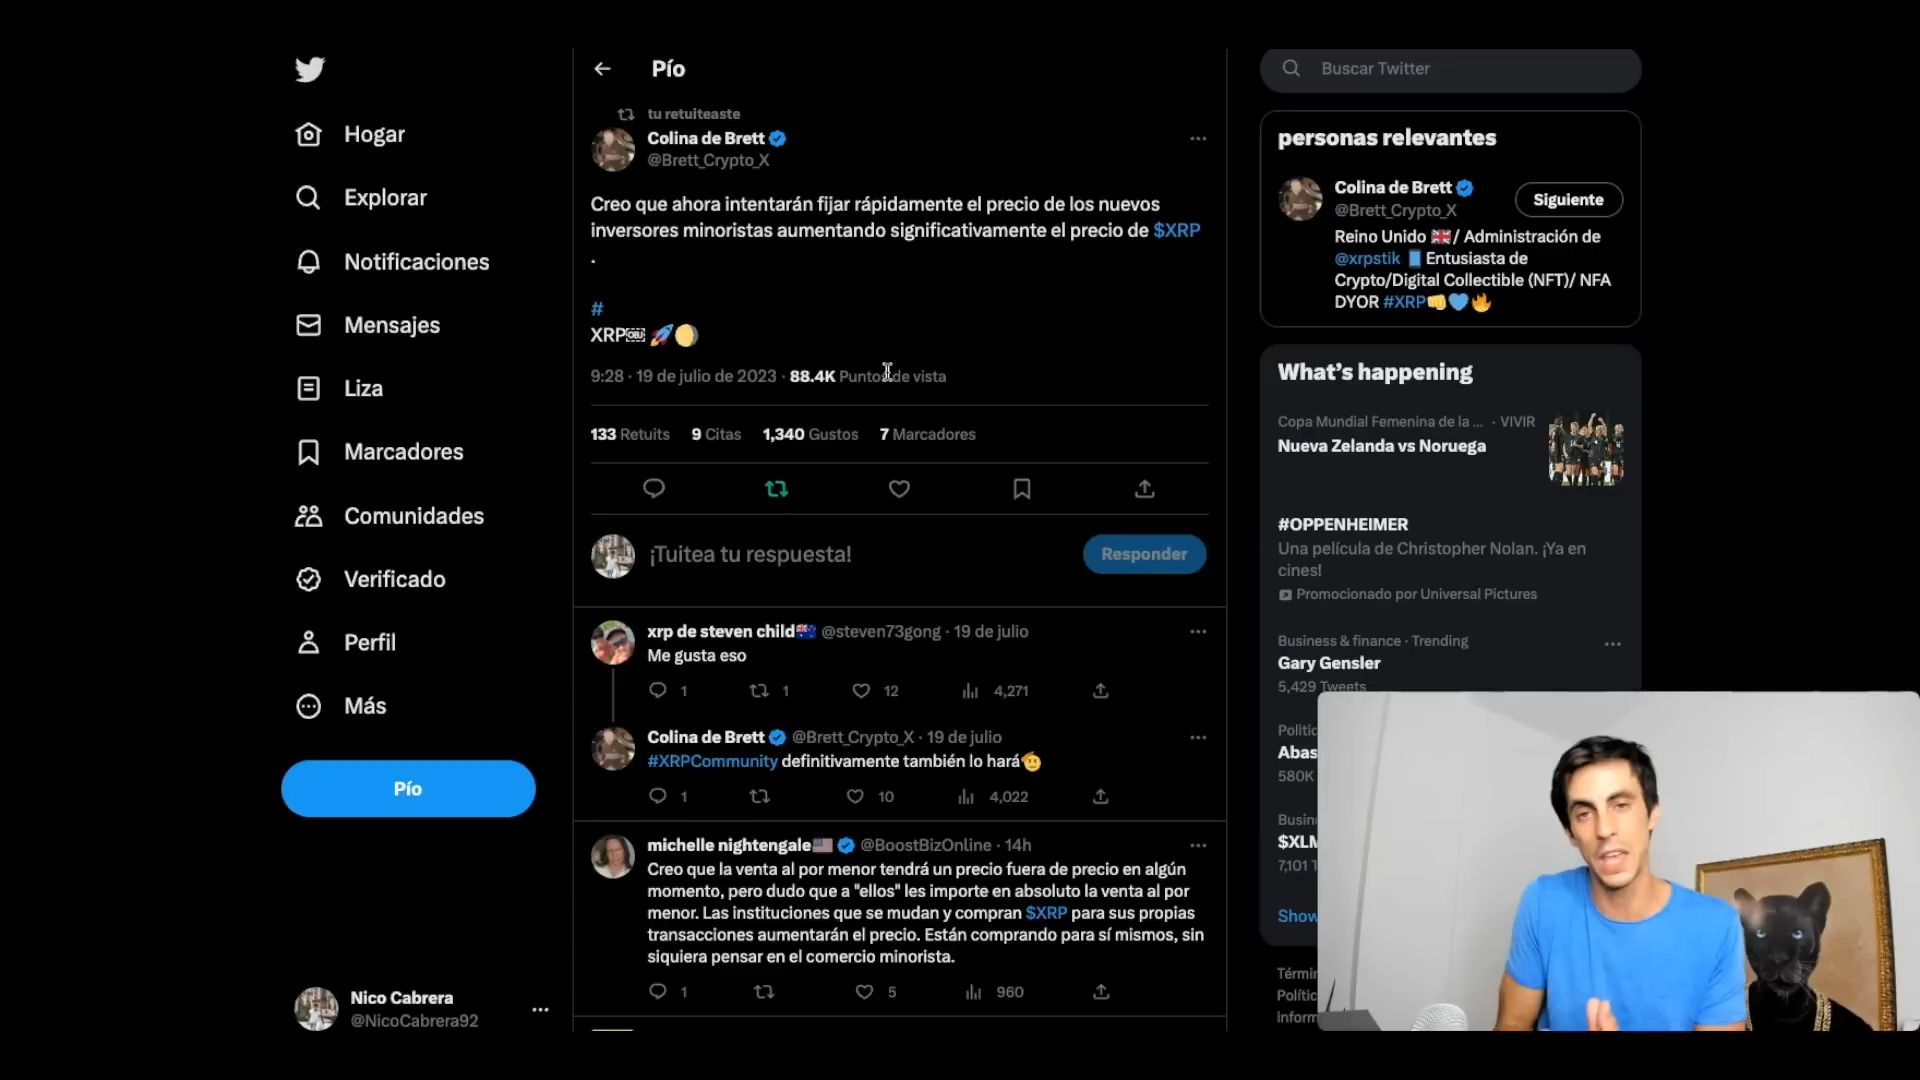 Hogar
Explorar
Notificaciones
Mensajes
Liza
Marcadores
Comunidades
Verificado
Perfil
Más
Pío
Nico Cabrera
@NicoCabrera92
Pío
tu retuiteaste
Colina de Brett
@Brett_Crypto_X
Creo que ahora intentarán fijar rápidamente el precio de los nuevos
inversores minoristas aumentando significativamente el precio de $XRP
.
#
XRP
9:28 · 19 de julio de 2023 · 88.4K Puntos de vista
133 Retuits 9 Citas 1,340 Gustos 7 Marcadores
¡Tuitea tu respuesta!
Responder
xrp de steven child @steven73gong · 19 de julio
Me gusta eso
1 1 12 4,271
Colina de Brett @Brett_Crypto_X · 19 de julio
#XRPCommunity definitivamente también lo hará
1 10 4,022
michelle nightengale @BoostBizOnline · 14h
Creo que la venta al por menor tendrá un precio fuera de precio en algún
momento, pero dudo que a "ellos" les importe en absoluto la venta al por
menor. Las instituciones que se mudan y compran $XRP para sus propias
transacciones aumentarán el precio. Están comprando para sí mismos, sin
siquiera pensar en el comercio minorista.
1 5 960
Buscar Twitter
personas relevantes
Colina de Brett
@Brett_Crypto_X
Siguiente
Reino Unido / Administración de
@xrpstik Entusiasta de
Crypto/Digital Collectible (NFT)/ NFA
DYOR #XRP
What's happening
Copa Mundial Femenina de la ... · VIVIR
Nueva Zelanda vs Noruega
#OPPENHEIMER
Una película de Christopher Nolan. ¡Ya en
cines!
Promocionado por Universal Pictures
Business & finance · Trending
Gary Gensler
5,429 Tweets
Politic
Abas
580K
Busin
$XLM
7,101 T
Show
Térmi
Polític
inform